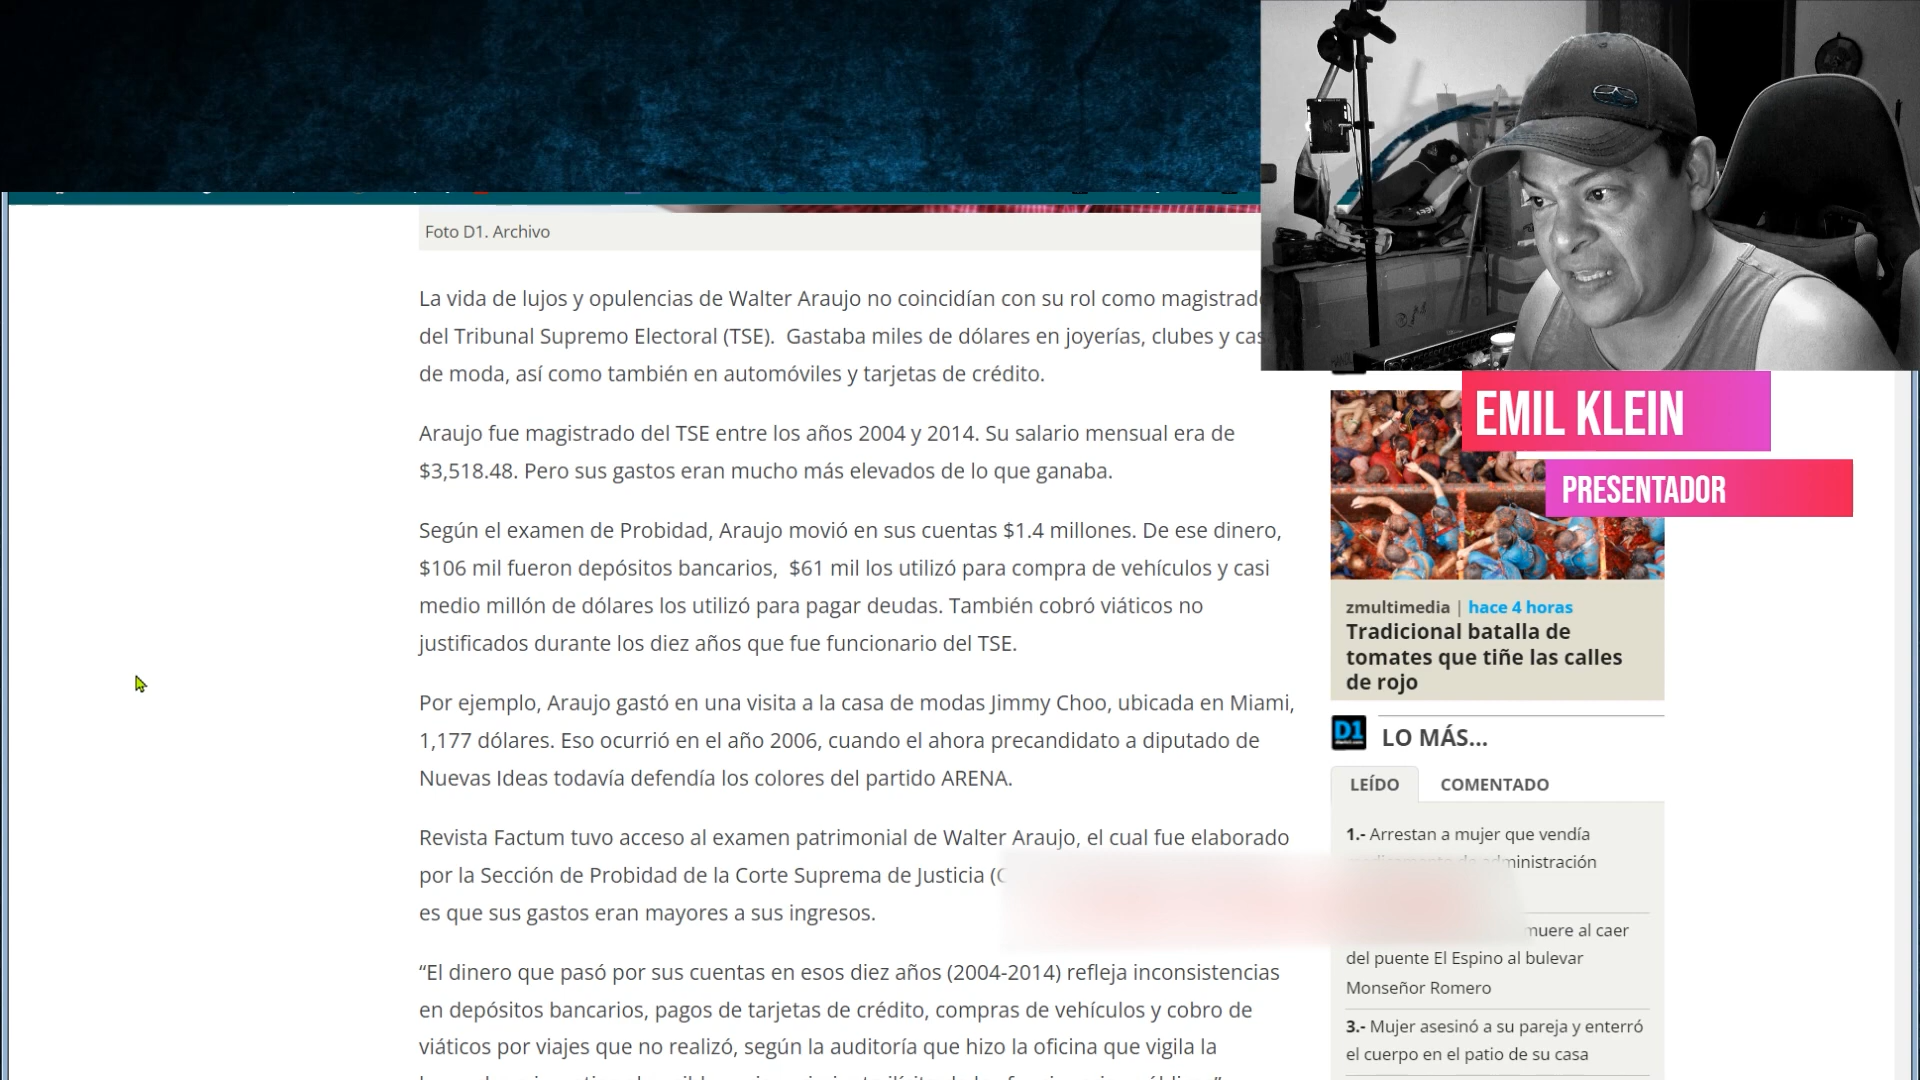 Foto D1. Archivo
La vida de lujos y opulencias de Walter Araujo no coincidían con su rol como
del Tribunal Supremo Electoral (TSE).  Gastaba miles de dólares en joyerías, clubes y
de moda, así como también en automóviles y tarjetas de crédito.
Araujo fue magistrado del TSE entre los años 2004 y 2014. Su salario mensual era de
$3,518.48. Pero sus gastos eran mucho más elevados de lo que ganaba.
Según el examen de Probidad, Araujo movió en sus cuentas $1.4 millones. De ese dinero,
$106 mil fueron depósitos bancarios,  $61 mil los utilizó para compra de vehículos y casi
medio millón de dólares los utilizó para pagar deudas. También cobró viáticos no
justificados durante los diez años que fue funcionario del TSE.
Por ejemplo, Araujo gastó en una visita a la casa de modas Jimmy Choo, ubicada en Miami,
1,177 dólares. Eso ocurrió en el año 2006, cuando el ahora precandidato a diputado de
Nuevas Ideas todavía defendía los colores del partido ARENA.
Revista Factum tuvo acceso al examen patrimonial de Walter Araujo, el cual fue elaborado
por la Sección de Probidad de la Corte Suprema de Justicia
es que sus gastos eran mayores a sus ingresos.
“El dinero que pasó por sus cuentas en esos diez años (2004-2014) refleja inconsistencias
en depósitos bancarios, pagos de tarjetas de crédito, compras de vehículos y cobro de
viáticos por viajes que no realizó, según la auditoría que hizo la oficina que vigila la
EMIL KLEIN
PRESENTADOR
zmultimedia | hace 4 horas
Tradicional batalla de
tomates que tiñe las calles
de rojo
D1
LO MÁS...
LEÍDO COMENTADO
1.- Arrestan a mujer que vendía
muere al caer
del puente El Espino al bulevar
Monseñor Romero
3.- Mujer asesinó a su pareja y enterró
el cuerpo en el patio de su casa